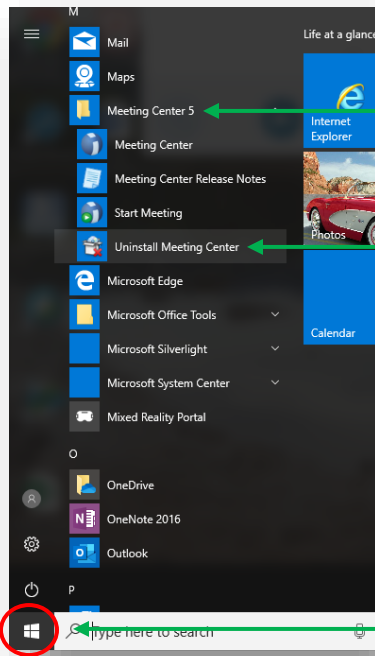 M
Mail
Maps
Meeting Center 5
Meeting Center
Meeting Center Release Notes
Start Meeting
Uninstall Meeting Center
Microsoft Edge
Microsoft Office Tools
Microsoft Silverlight
Microsoft System Center
Mixed Reality Portal
O
OneDrive
OneNote 2016
Outlook
P
Type here to search
Life at a glance
Internet
Explorer
Photos
Calendar